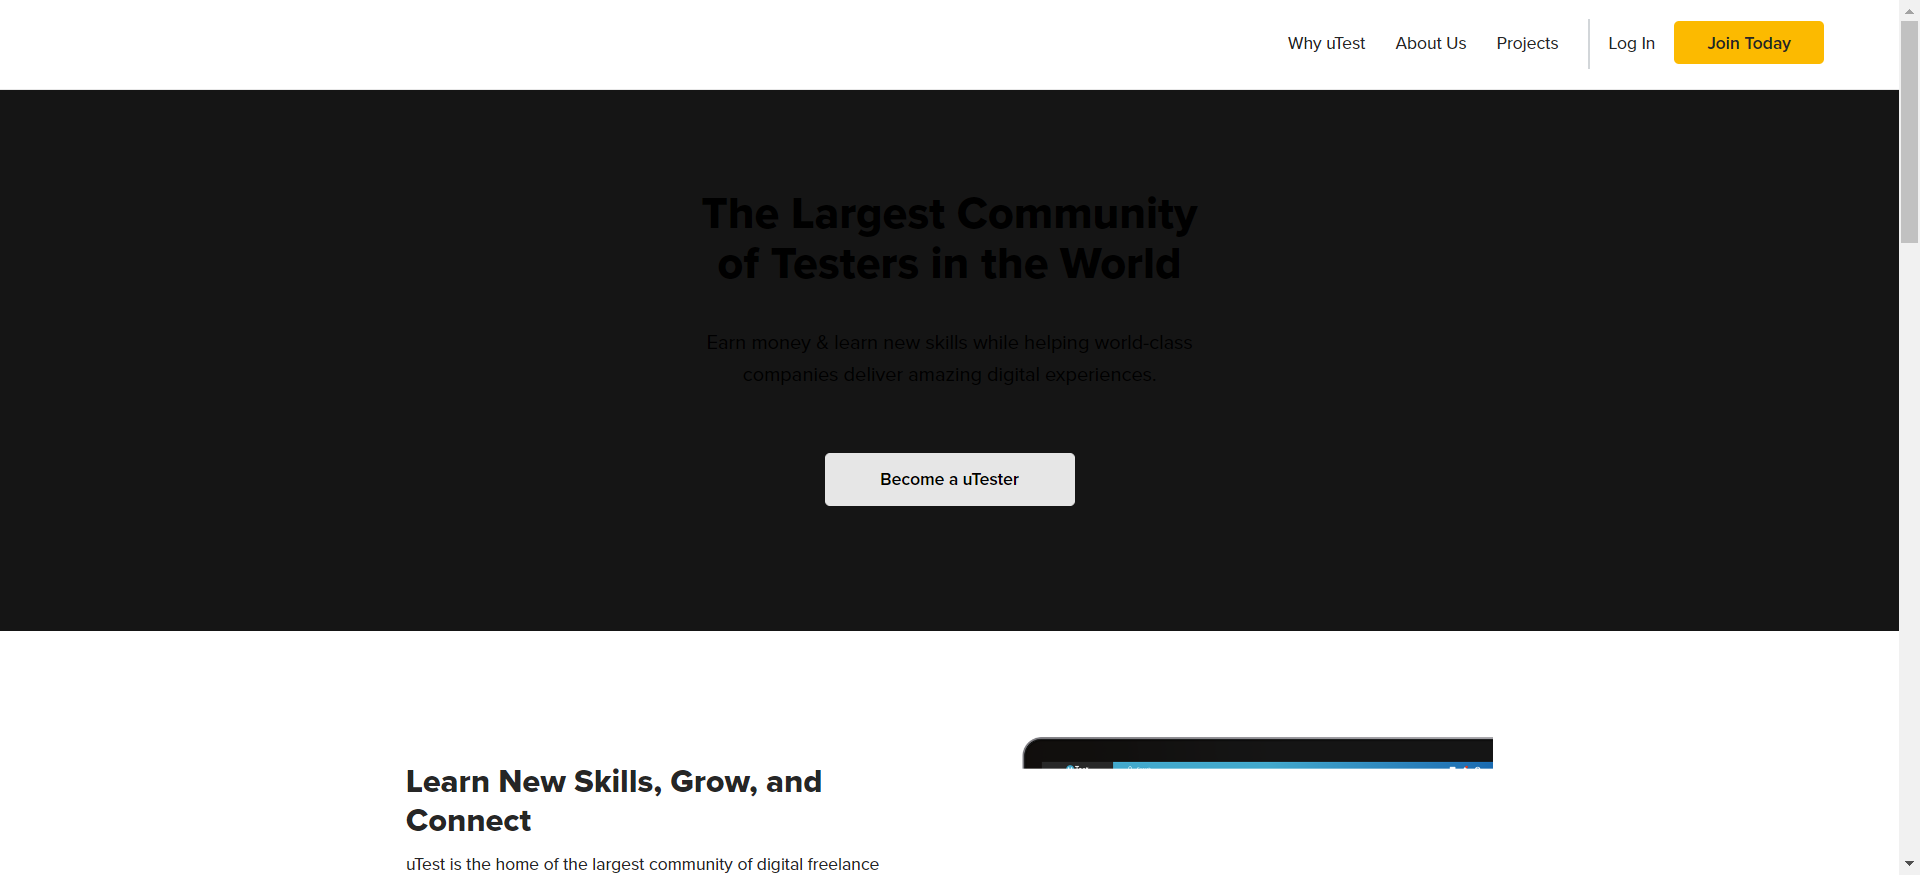 Why uTest
About Us
Projects
Log In
Join Today
The Largest Community
of Testers in the World
Earn money & learn new skills while helping world-class
companies deliver amazing digital experiences.
Become a uTester
Learn New Skills, Grow, and
Connect
uTest is the home of the largest community of digital freelance